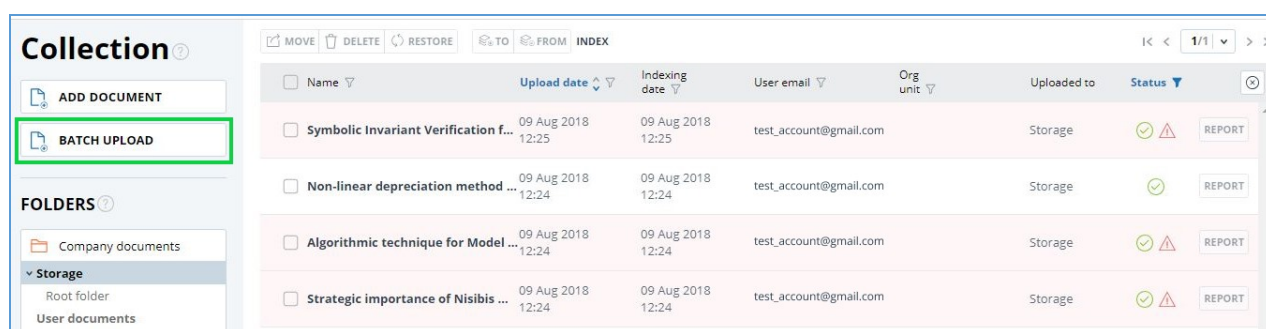 Collection
ADD DOCUMENT
BATCH UPLOAD
FOLDERS
Company documents
Storage
Root folder
User documents
MOVE DELETE RESTORE TO FROM INDEX 1/1
Name Upload date Indexing date User email Org unit Uploaded to Status
Symbolic Invariant Verification f... 09 Aug 2018 12:25 09 Aug 2018 12:25 test_account@gmail.com Storage REPORT
Non-linear depreciation method ... 09 Aug 2018 12:24 09 Aug 2018 12:24 test_account@gmail.com Storage REPORT
Algorithmic technique for Model ... 09 Aug 2018 12:24 09 Aug 2018 12:24 test_account@gmail.com Storage REPORT
Strategic importance of Nisibis ... 09 Aug 2018 12:24 09 Aug 2018 12:24 test_account@gmail.com Storage REPORT